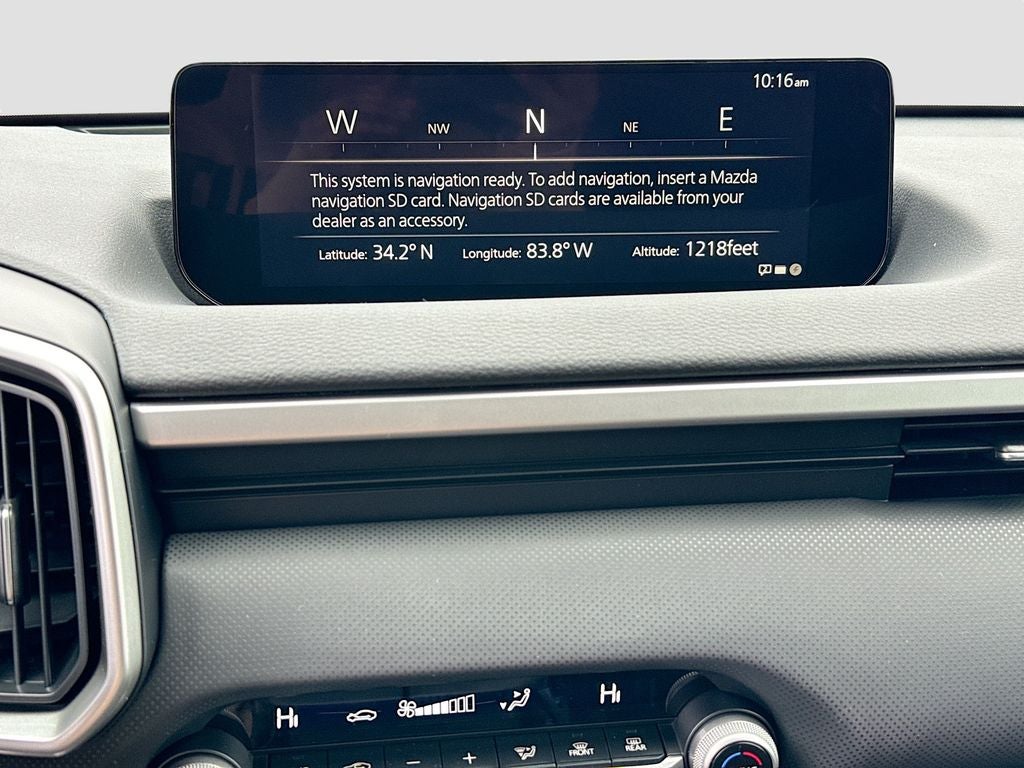 10:16am
W NW N NE E
This system is navigation ready. To add navigation, insert a Mazda
navigation SD card. Navigation SD cards are available from your
dealer as an accessory.
Latitude: 34.2° N Longitude: 83.8° W Altitude: 1218feet
HI HI
− + FRONT REAR